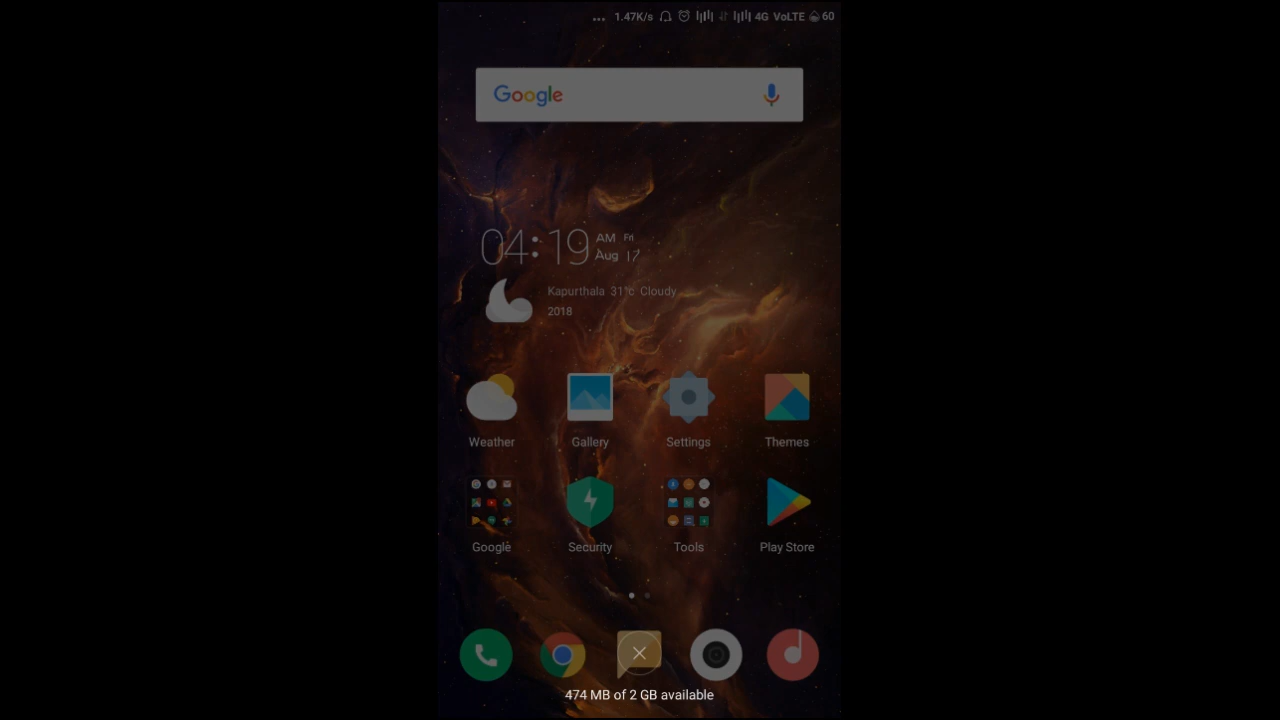 ... 1.47K/s 4G VoLTE 60
Google
04:19 AM Fri
Aug 17
Kapurthala 31°c Cloudy
2018
Weather Gallery Settings Themes
Google Security Tools Play Store
474 MB of 2 GB available